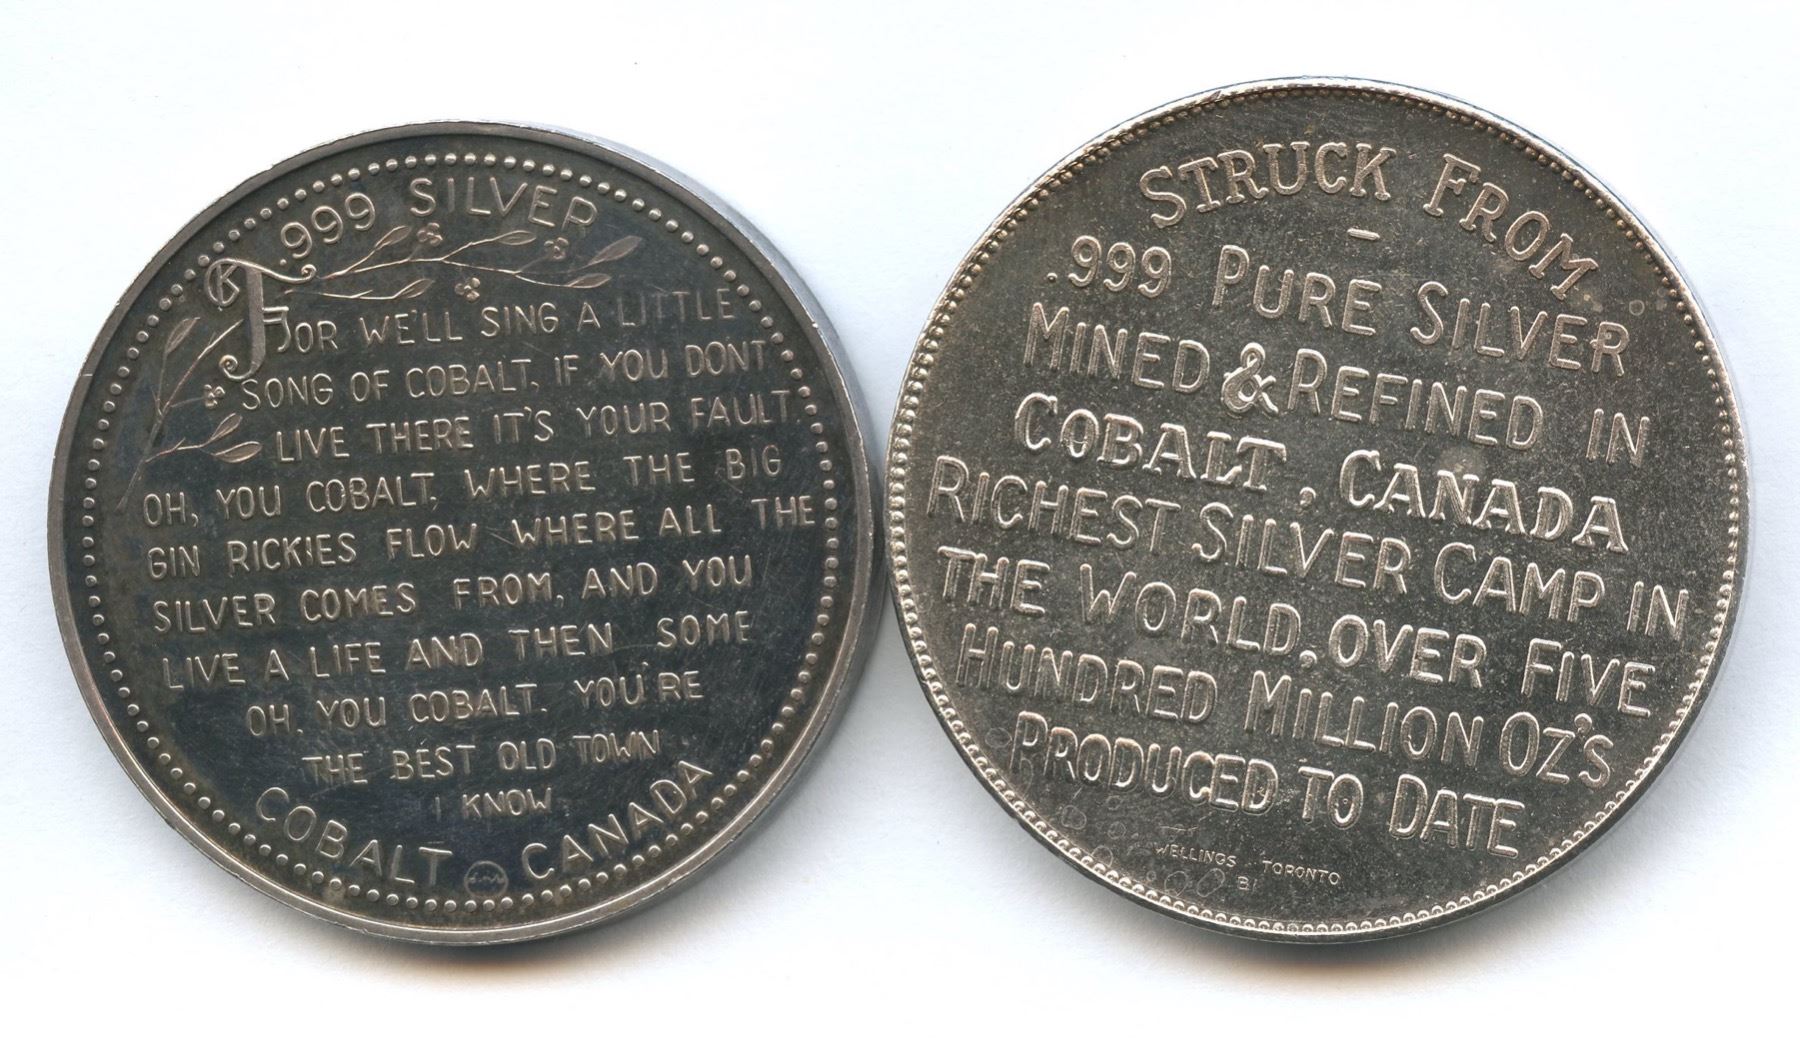 .999 SILVER
FOR WE'LL SING A LITTLE
SONG OF COBALT, IF YOU DONT
LIVE THERE IT'S YOUR FAULT
OH, YOU COBALT, WHERE THE BIG
GIN RICKIES FLOW WHERE ALL THE
SILVER COMES FROM, AND YOU
LIVE A LIFE AND THEN SOME
OH, YOU COBALT. YOU'RE
THE BEST OLD TOWN
I KNOW
COBALT CANADA
STRUCK FROM
.999 PURE SILVER
MINED & REFINED IN
COBALT, CANADA
RICHEST SILVER CAMP IN
THE WORLD, OVER FIVE
HUNDRED MILLION OZ'S
PRODUCED TO DATE
WELLINGS TORONTO